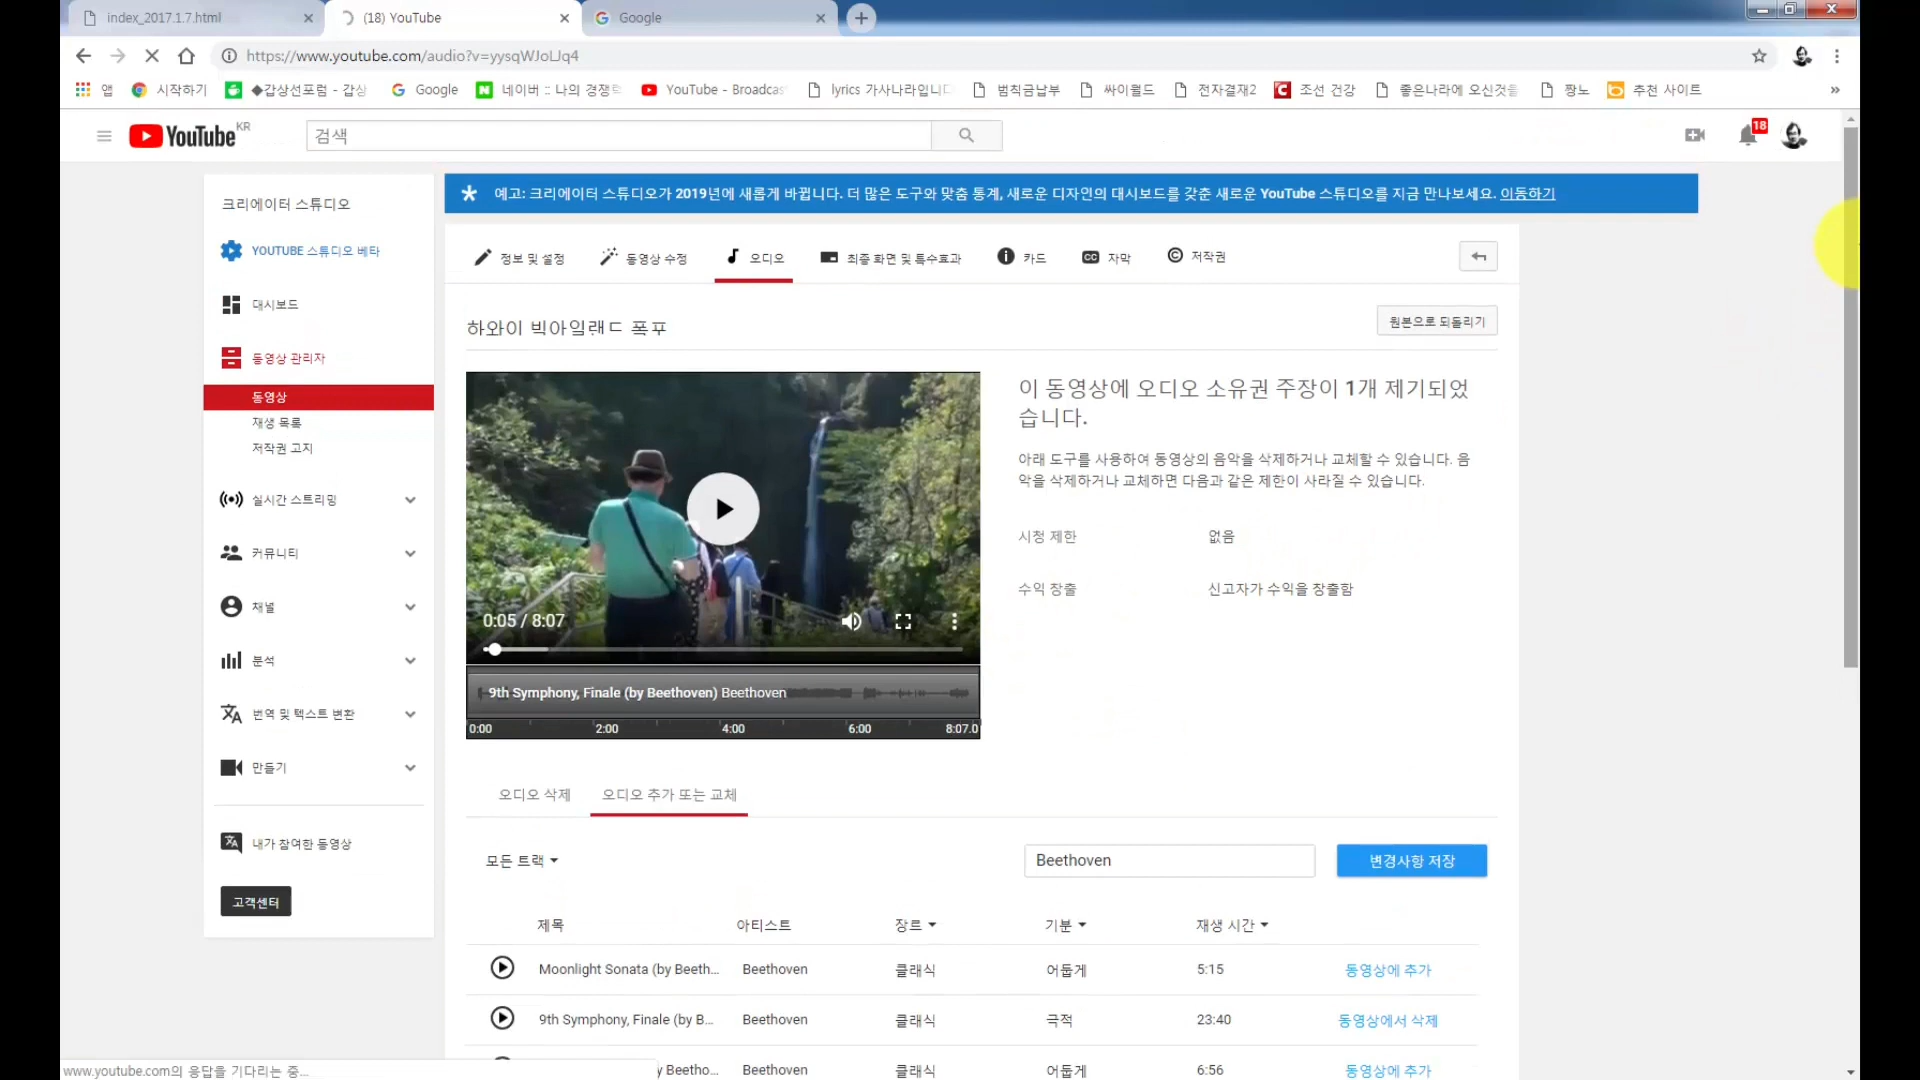 index_2017.1.7.html
(18) YouTube
Google
https://www.youtube.com/audio?v=yysqWJoLJq4
앱
시작하기
◆갑상선포럼 - 갑상
Google
네이버 :: 나의 경쟁력
YouTube - Broadcas
lyrics 가사나라입니다
범칙금납부
싸이월드
전자결재2
조선 건강
좋은나라에 오신것을
짱노
추천 사이트
YouTube KR
검색
18
크리에이터 스튜디오
YOUTUBE 스튜디오 베타
대시보드
동영상 관리자
동영상
재생 목록
저작권 고지
실시간 스트리밍
커뮤니티
채널
분석
번역 및 텍스트 변환
만들기
내가 참여한 동영상
고객센터
예고: 크리에이터 스튜디오가 2019년에 새롭게 바뀝니다. 더 많은 도구와 맞춤 통계, 새로운 디자인의 대시보드를 갖춘 새로운 YouTube 스튜디오를 지금 만나보세요. 이동하기
정보 및 설정
동영상 수정
오디오
최종 화면 및 특수효과
카드
CC 자막
저작권
하와이 빅아일랜드 폭포
원본으로 되돌리기
0:05 / 8:07
9th Symphony, Finale (by Beethoven) Beethoven
0:00 2:00 4:00 6:00 8:07.0
이 동영상에 오디오 소유권 주장이 1개 제기되었
습니다.
아래 도구를 사용하여 동영상의 음악을 삭제하거나 교체할 수 있습니다. 음
악을 삭제하거나 교체하면 다음과 같은 제한이 사라질 수 있습니다.
시청 제한 없음
수익 창출 신고자가 수익을 창출함
오디오 삭제
오디오 추가 또는 교체
모든 트랙
Beethoven
변경사항 저장
제목 아티스트 장르 기분 재생 시간
Moonlight Sonata (by Beeth... Beethoven 클래식 어둡게 5:15 동영상에 추가
9th Symphony, Finale (by B... Beethoven 클래식 극적 23:40 동영상에서 삭제
y Beetho... Beethoven 클래식 어둡게 6:56 동영상에 추가
www.youtube.com의 응답을 기다리는 중...